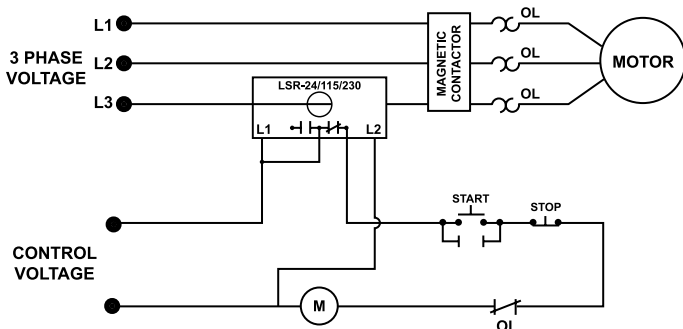 L1
OL
3 PHASE
VOLTAGE
L2
MAGNETIC
CONTACTOR
OL
MOTOR
LSR-24/115/230
L3
OL
L1
L2
START
STOP
CONTROL
VOLTAGE
M
OL